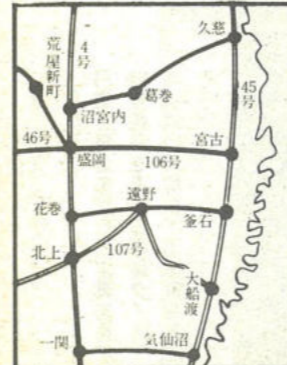 久慈
荒屋新町
4号
45号
葛巻
沼宮内
46号
盛岡
106号
宮古
遠野
花巻
釜石
北上
107号
大船渡
一関
気仙沼